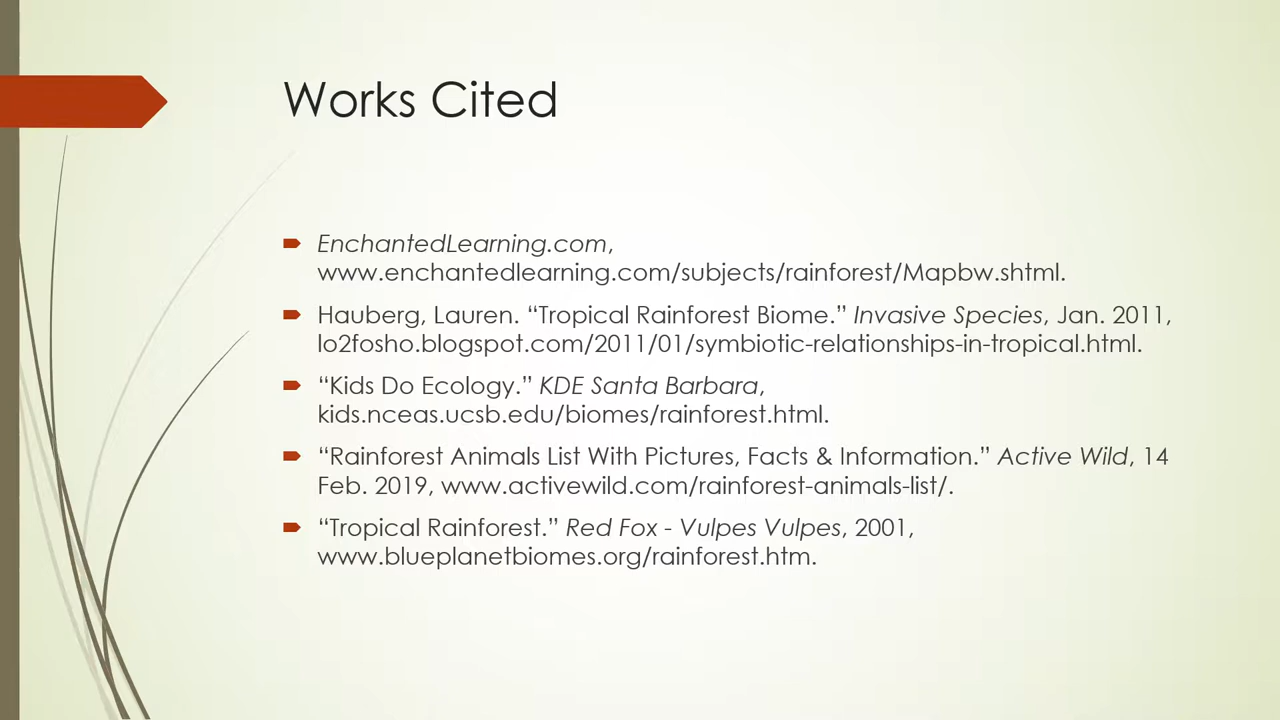 Works Cited
EnchantedLearning.com,
www.enchantedlearning.com/subjects/rainforest/Mapbw.shtml.
Hauberg, Lauren. “Tropical Rainforest Biome.” Invasive Species, Jan. 2011,
lo2fosho.blogspot.com/2011/01/symbiotic-relationships-in-tropical.html.
“Kids Do Ecology.” KDE Santa Barbara,
kids.nceas.ucsb.edu/biomes/rainforest.html.
“Rainforest Animals List With Pictures, Facts & Information.” Active Wild, 14
Feb. 2019, www.activewild.com/rainforest-animals-list/.
“Tropical Rainforest.” Red Fox - Vulpes Vulpes, 2001,
www.blueplanetbiomes.org/rainforest.htm.